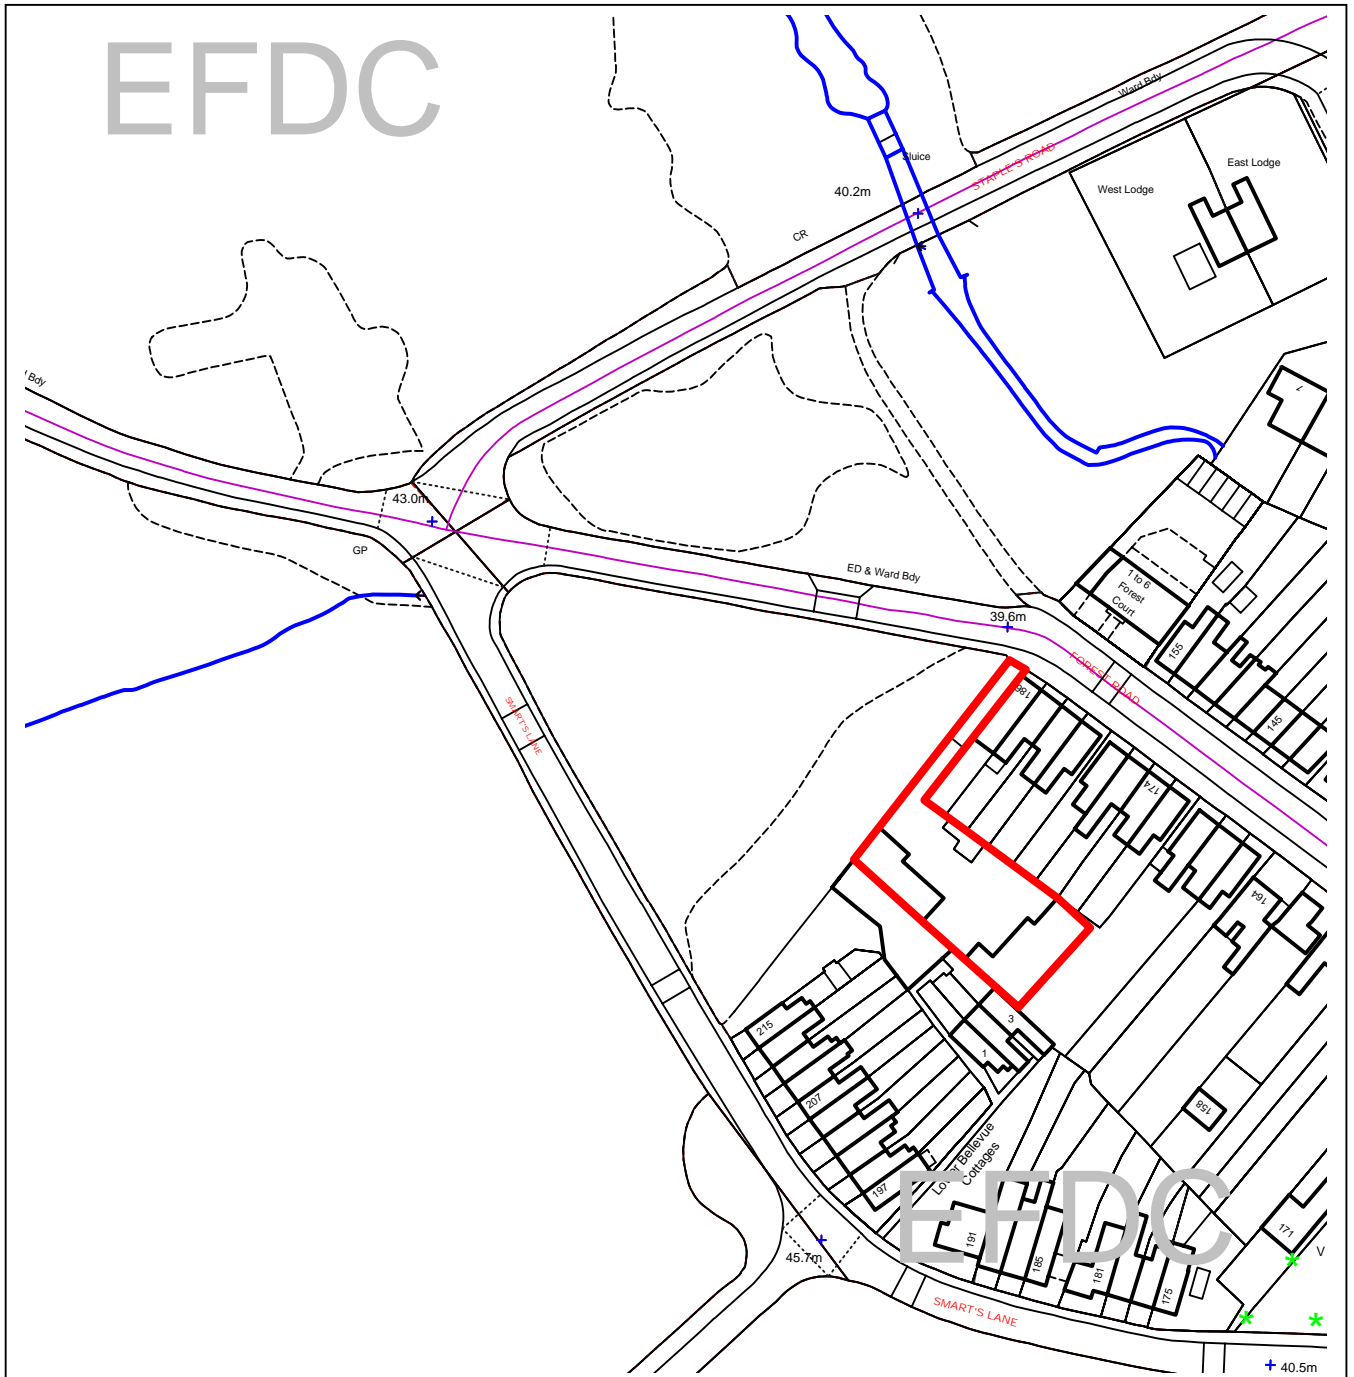 EFDC
Ward Bdy
Sluice
STAPLE'S ROAD
East Lodge
West Lodge
40.2m
CR
Bdy
7
43.0m
GP
ED & Ward Bdy
1 to 6
Forest
Court
39.6m
155
FOREST ROAD
186
145
SMART'S LANE
174
164
3
215
1
207
158
Lower Bellevue
Cottages
197
EFDC
191
185
181
175
171
V
45.7m
SMART'S LANE
40.5m